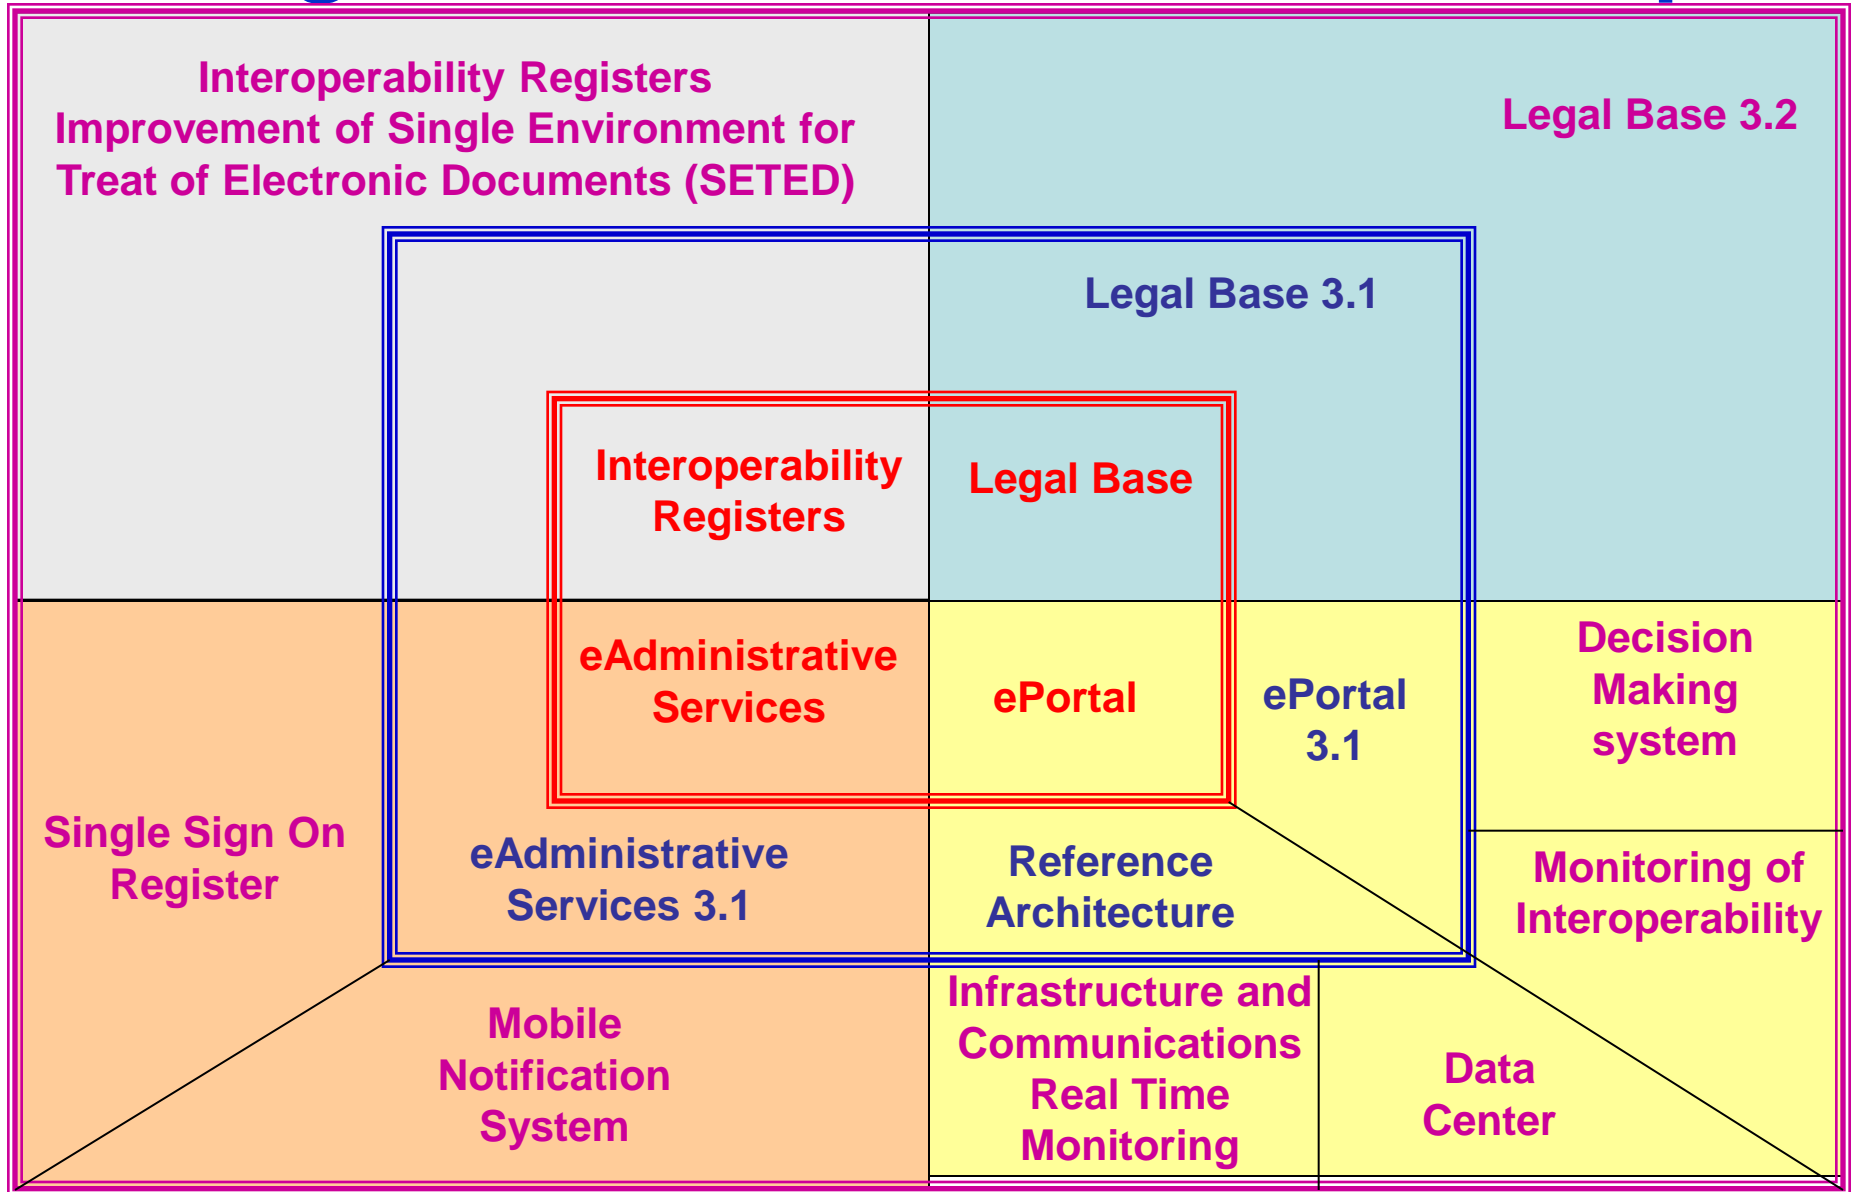 Interoperability Registers
Improvement of Single Environment for
Treat of Electronic Documents (SETED)
Legal Base 3.2
Legal Base 3.1
Interoperability
Registers
Legal Base
eAdministrative
Services
ePortal
ePortal
3.1
Decision
Making
system
Single Sign On
Register
eAdministrative
Services 3.1
Reference
Architecture
Monitoring of
Interoperability
Mobile
Notification
System
Infrastructure and
Communications
Real Time
Monitoring
Data
Center